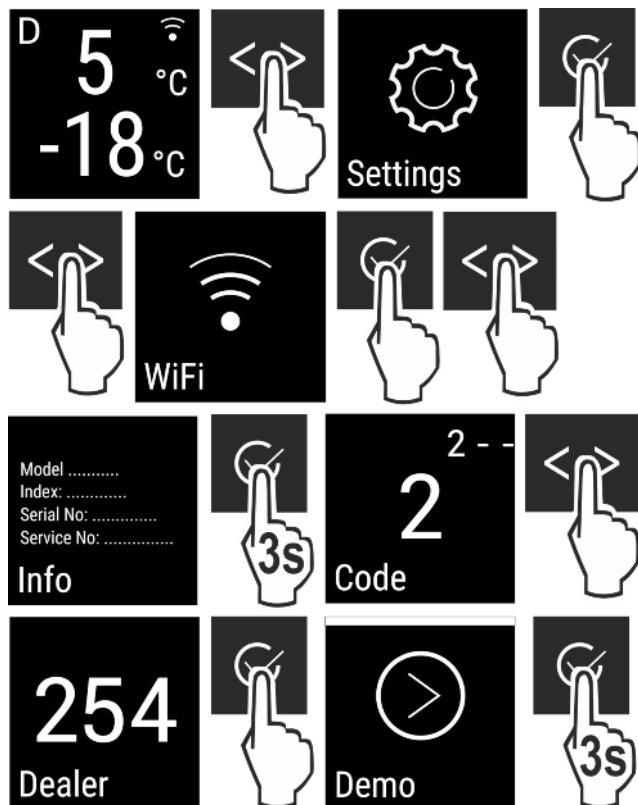 D
5 °C
-18 °C
< >
Settings
< >
WiFi
< >
Model ...........
Index: .............
Serial No: ..............
Service No: ...............
Info
3s
2 - -
2
Code
< >
254
Dealer
>
Demo
3s